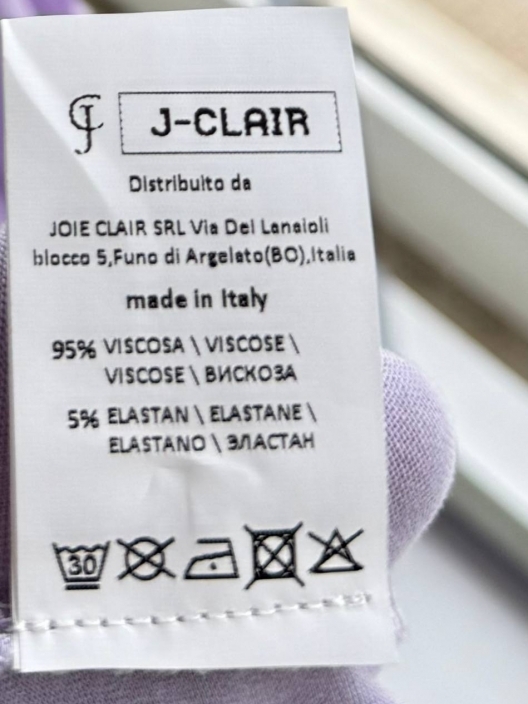 J-CLAIR
Distribuito da
JOIE CLAIR SRL Via Dei Lanaioli
blocco 5,Funo di Argelato(BO),Italia
made in Italy
95% VISCOSA \ VISCOSE \
VISCOSE \ ВИСКОЗА
5% ELASTAN \ ELASTANE \
ELASTANO \ ЭЛАСТАН
30